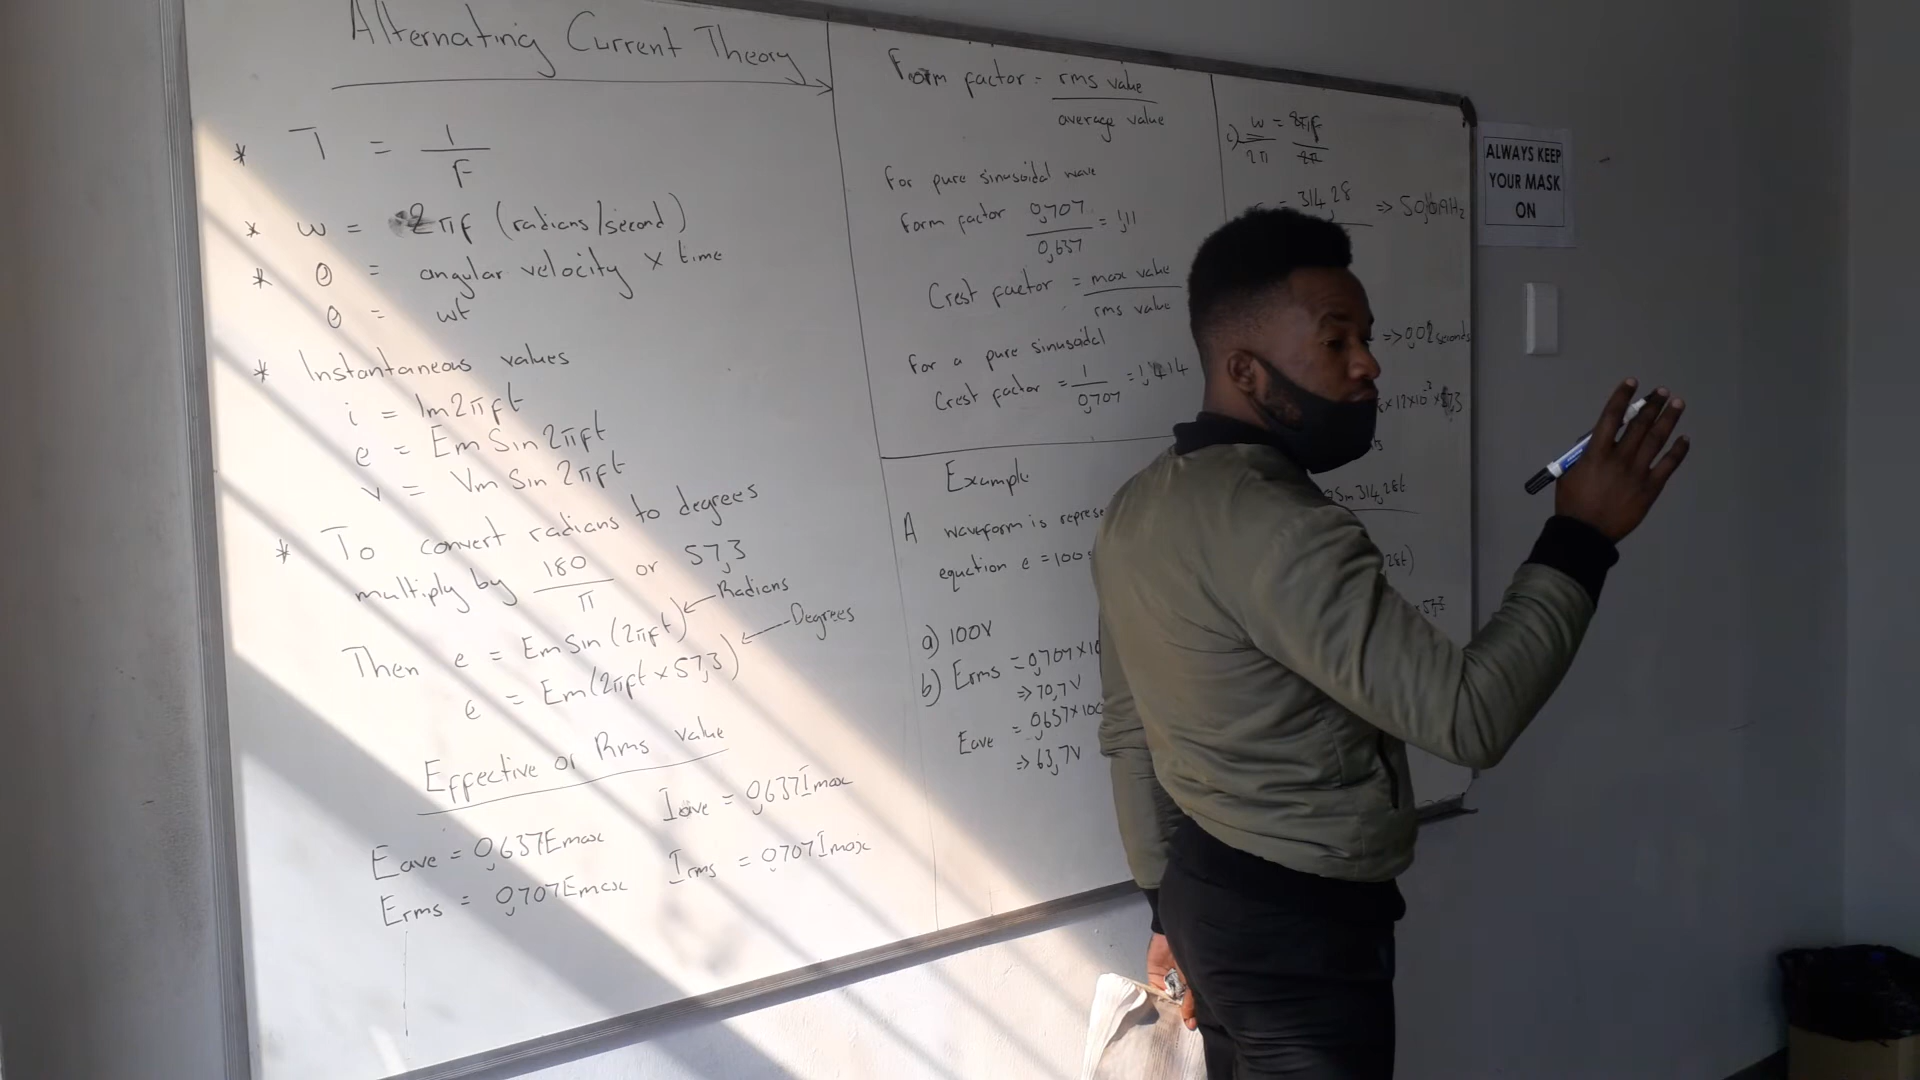 Alternating Current Theory
* T = 1/F
* w = 2πf (radians/second)
* θ = angular velocity x time
θ = wt
* Instantaneous values
i = Im2πft
e = Em Sin 2πft
v = Vm Sin 2πft
* To convert radians to degrees
multiply by 180/π or 57,3
Then e = Em Sin (2πft) ← Radians
e = Em(2πft x 57,3) ← Degrees
Effective or Rms value
Eave = 0,637Emax
Iave = 0,637Imax
Erms = 0,707Emax
Irms = 0,707Imax
Form factor = rms value/average value
for pure sinusoidal wave
form factor 0,707/0,637 = 1,11
Crest factor = max value/rms value
for a pure sinusoidal
Crest factor = 1/0,707 = 1,414
Example
A waveform is
equation e = 100
a) 100V
b) Erms = 0,707x
=> 70,7V
Eave = 0,637x100
=> 63,7V
c) w/2π = 2πf/2π
= 314,28 =>
=> 0,02 seconds
ALWAYS KEEP
YOUR MASK
ON